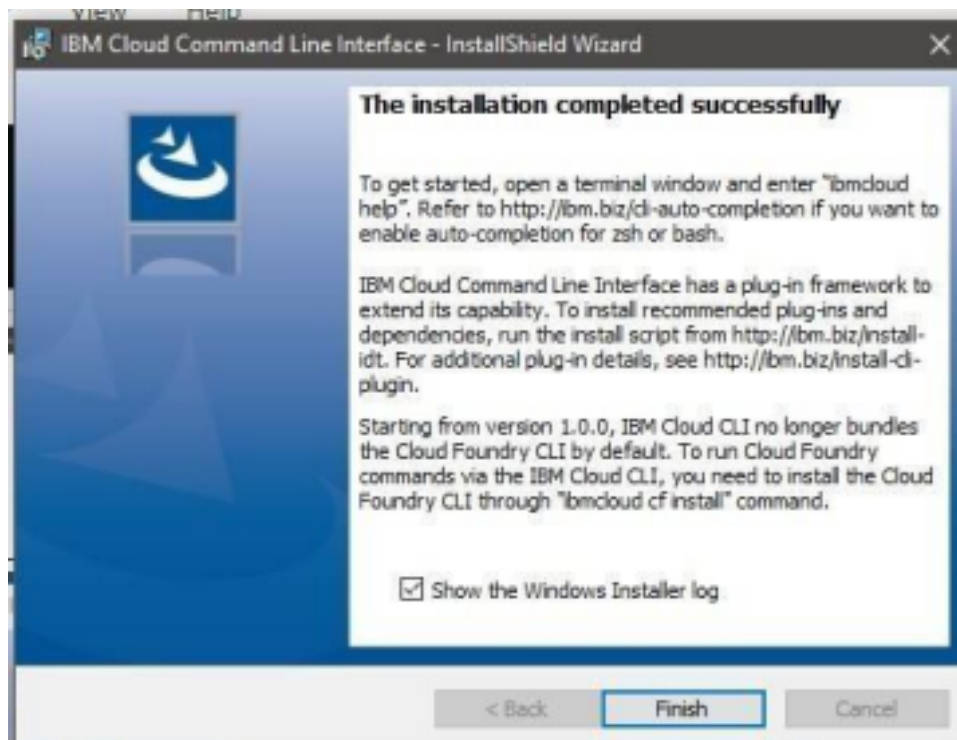 View Help
IBM Cloud Command Line Interface - InstallShield Wizard
The installation completed successfully
To get started, open a terminal window and enter "ibmcloud
help". Refer to http://ibm.biz/cli-auto-completion if you want to
enable auto-completion for zsh or bash.
IBM Cloud Command Line Interface has a plug-in framework to
extend its capability. To install recommended plug-ins and
dependencies, run the install script from http://ibm.biz/install-
idt. For additional plug-in details, see http://ibm.biz/install-cli-
plugin.
Starting from version 1.0.0, IBM Cloud CLI no longer bundles
the Cloud Foundry CLI by default. To run Cloud Foundry
commands via the IBM Cloud CLI, you need to install the Cloud
Foundry CLI through "ibmcloud cf install" command.
Show the Windows Installer log
< Back Finish Cancel